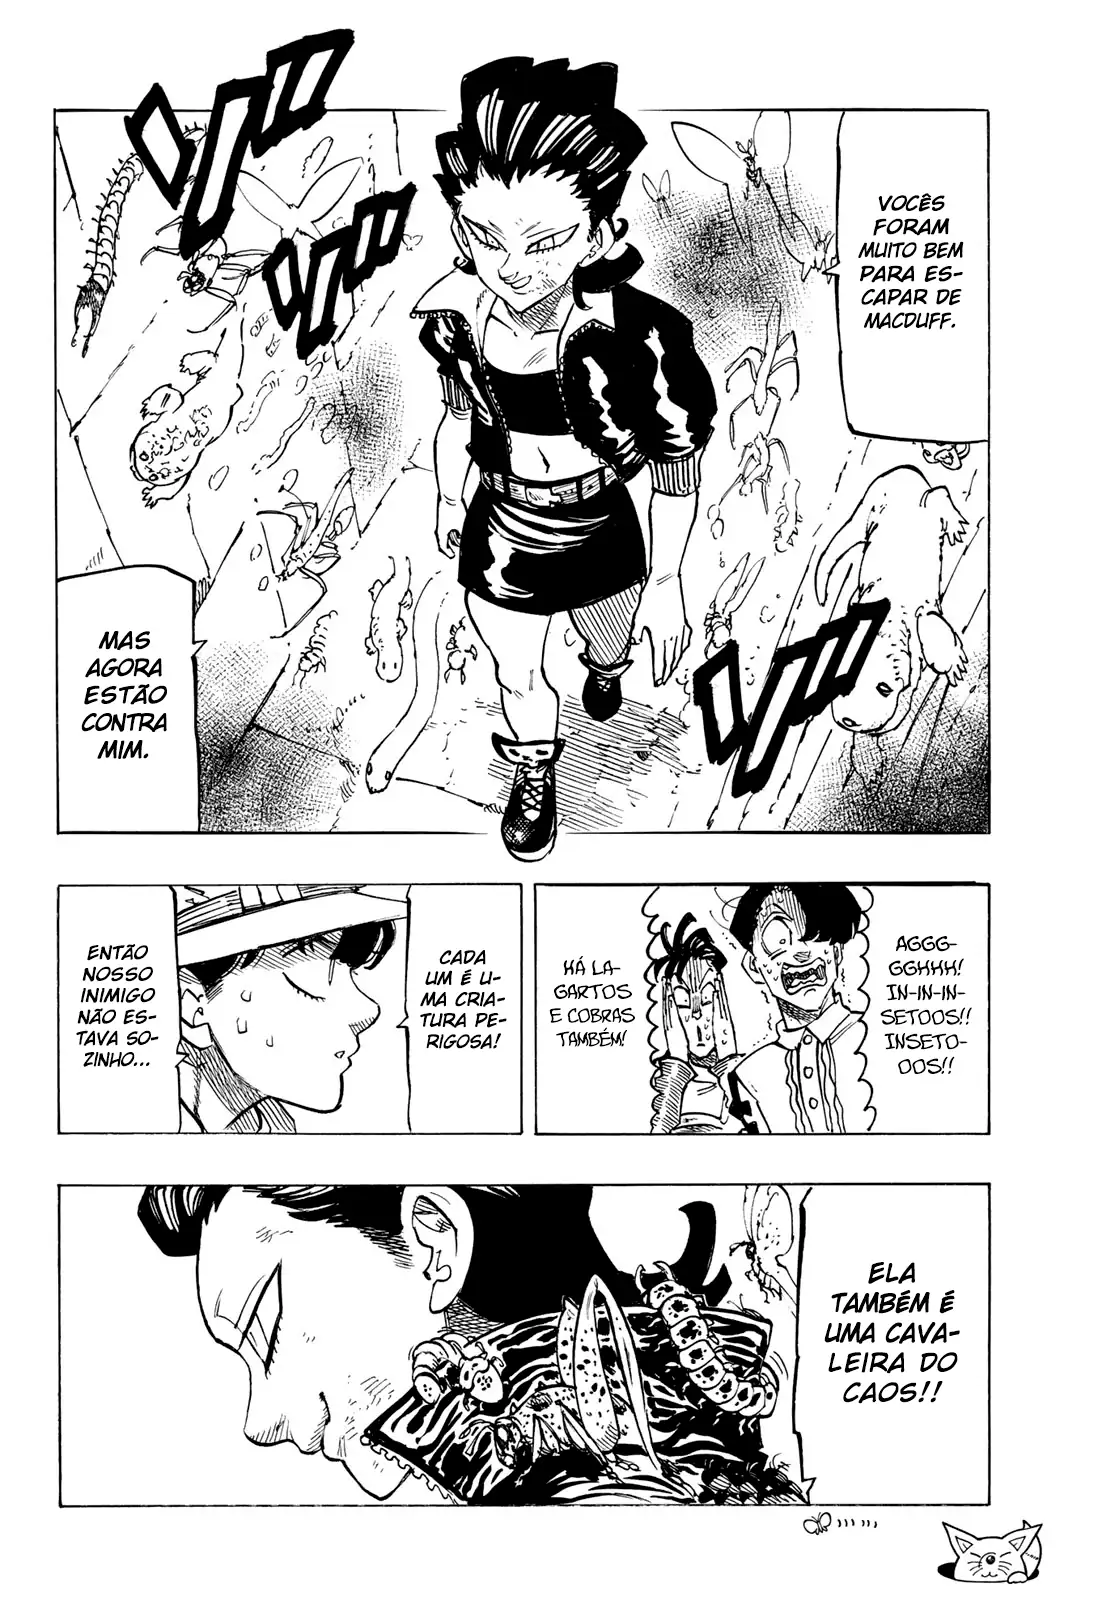 VOCÊS
FORAM
MUITO BEM
PARA ES-
CAPAR DE
MACDUFF.
MAS
AGORA
ESTÃO
CONTRA
MIM.
AGGG-
GGHHH!
IN-IN-IN-
SETOOS!!
INSETO-
OOS!!
HÁ LA-
GARTOS
E COBRAS
TAMBÉM!
CADA
UM É U-
MA CRIA-
TURA PE-
RIGOSA!
ENTÃO
NOSSO
INIMIGO
NÃO ES-
TAVA SO-
ZINHO...
ELA
TAMBÉM É
UMA CAVA-
LEIRA DO
CAOS!!